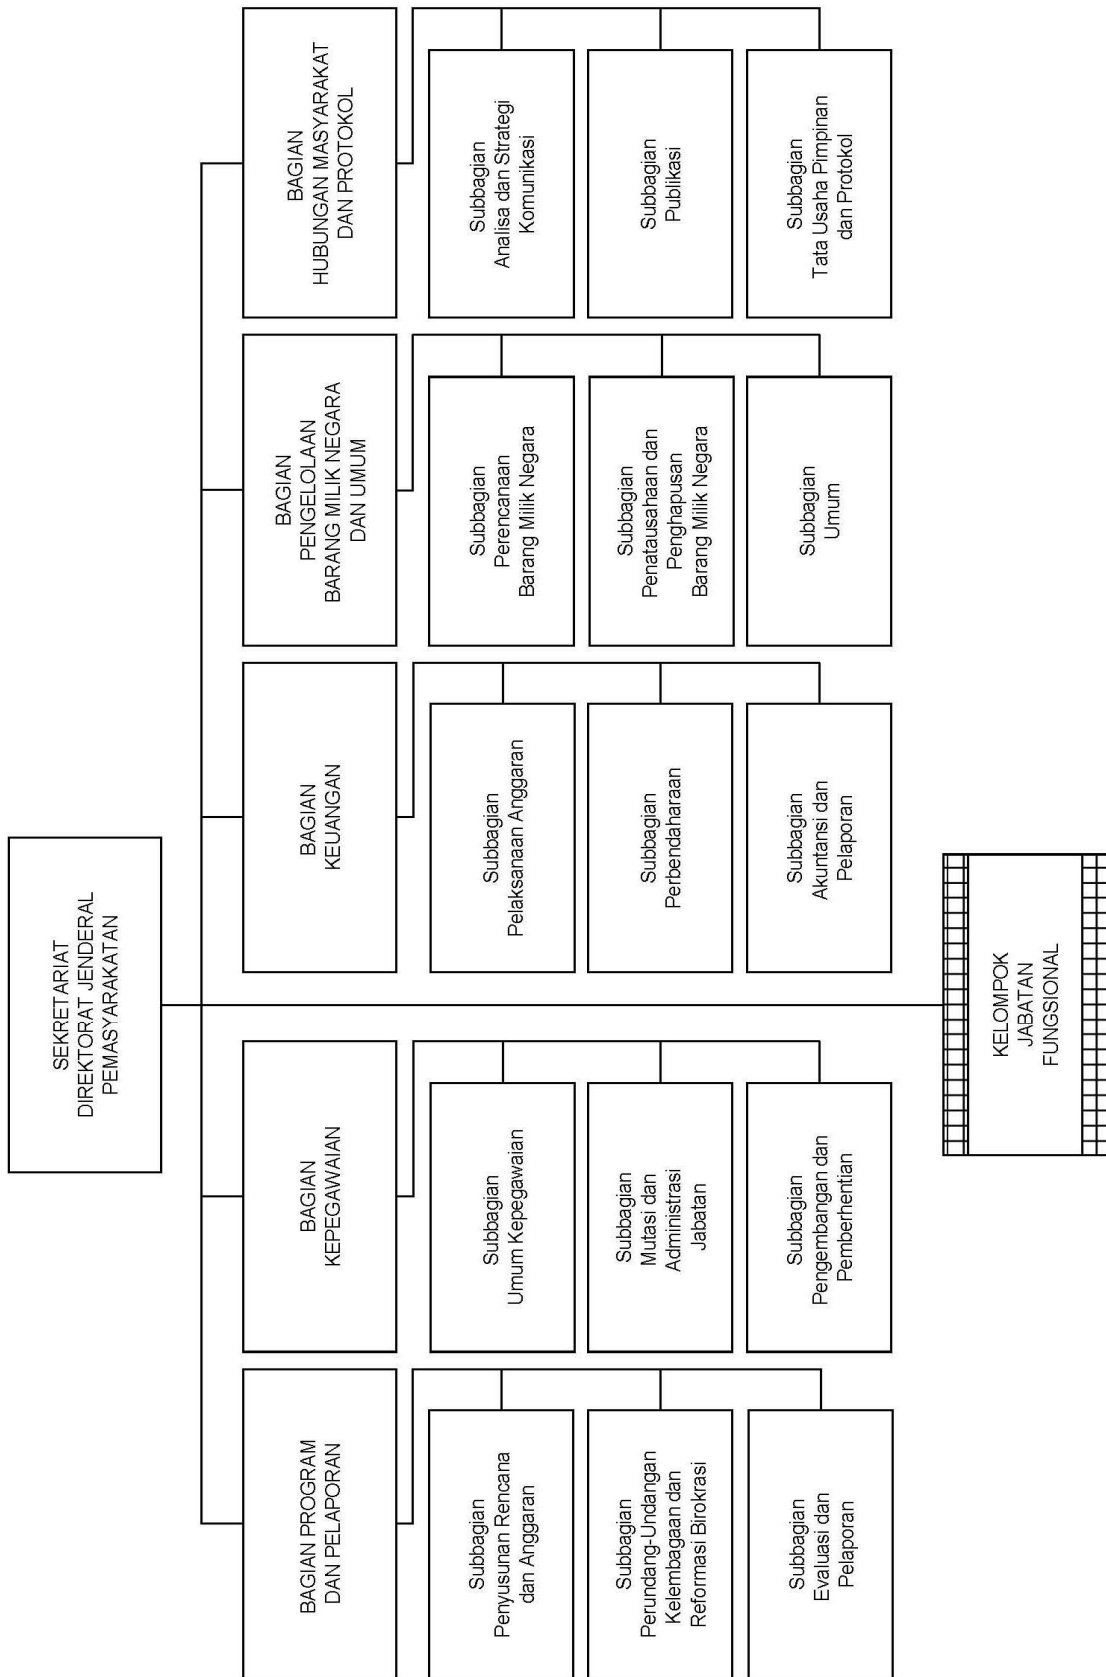 SEKRETARIAT
DIREKTORAT JENDERAL
PEMASYARAKATAN
BAGIAN PROGRAM
DAN PELAPORAN
Subbagian
Penyusunan Rencana
dan Anggaran
Subbagian
Perundang-Undangan
Kelembagaan dan
Reformasi Birokrasi
Subbagian
Evaluasi dan
Pelaporan
BAGIAN
KEPEGAWAIAN
Subbagian
Umum Kepegawaian
Subbagian
Mutasi dan
Administrasi
Jabatan
Subbagian
Pengembangan dan
Pemberhentian
BAGIAN
KEUANGAN
Subbagian
Pelaksanaan Anggaran
Subbagian
Perbendaharaan
Subbagian
Akuntansi dan
Pelaporan
BAGIAN
PENGELOLAAN
BARANG MILIK NEGARA
DAN UMUM
Subbagian
Perencanaan
Barang Milik Negara
Subbagian
Penatausahaan dan
Penghapusan
Barang Milik Negara
Subbagian
Umum
BAGIAN
HUBUNGAN MASYARAKAT
DAN PROTOKOL
Subbagian
Analisa dan Strategi
Komunikasi
Subbagian
Publikasi
Subbagian
Tata Usaha Pimpinan
dan Protokol
KELOMPOK
JABATAN
FUNGSIONAL